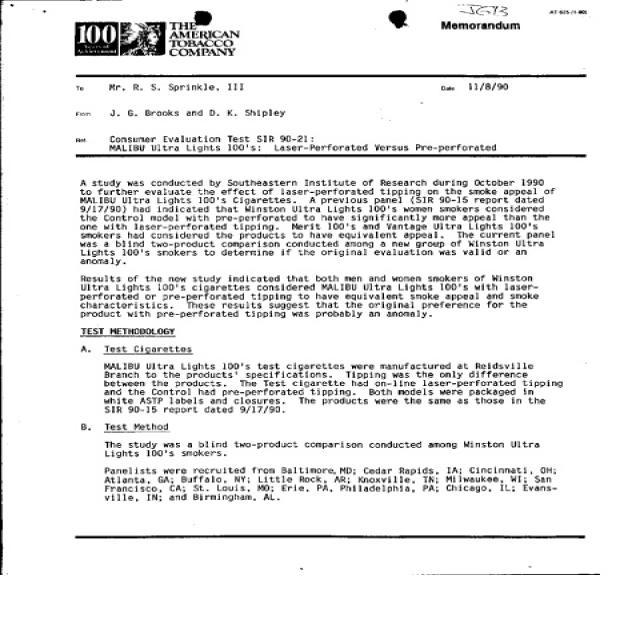 AT-625/1-901
THE
AMERICAN
TOBACCO
COMPANY
100
Years of
Achievement
Memorandum
To Mr. R. S. Sprinkle, III Date 11/8/90
From J. G. Brooks and D. K. Shipley
Ref. Consumer Evaluation Test SIR 90-21:
MALIBU Ultra Lights 100's: Laser-Perforated Versus Pre-perforated
A study was conducted by Southeastern Institute of Research during October 1990
to further evaluate the effect of laser-perforated tipping on the smoke appeal of
MALIBU Ultra Lights 100's Cigarettes. A previous panel (SIR 90-15 report dated
9/17/90) had indicated that Winston Ultra Lights 100's women smokers considered
the Control model with pre-perforated to have significantly more appeal than the
one with laser-perforated tipping. Merit 100's and Vantage Ultra Lights 100's
smokers had considered the products to have equivalent appeal. The current panel
was a blind two-product comparison conducted among a new group of Winston Ultra
Lights 100's smokers to determine if the original evaluation was valid or an
anomaly.
Results of the new study indicated that both men and women smokers of Winston
Ultra Lights 100's cigarettes considered MALIBU Ultra Lights 100's with laser-
perforated or pre-perforated tipping to have equivalent smoke appeal and smoke
characteristics. These results suggest that the original preference for the
product with pre-perforated tipping was probably an anomaly.
TEST METHODOLOGY
A. Test Cigarettes
MALIBU Ultra Lights 100's test cigarettes were manufactured at Reidsville
Branch to the products' specifications. Tipping was the only difference
between the products. The Test cigarette had on-line laser-perforated tipping
and the Control had pre-perforated tipping. Both models were packaged in
white ASTP labels and closures. The products were the same as those in the
SIR 90-15 report dated 9/17/90.
B. Test Method
The study was a blind two-product comparison conducted among Winston Ultra
Lights 100's smokers.
Panelists were recruited from Baltimore, MD; Cedar Rapids, IA; Cincinnati, OH;
Atlanta, GA; Buffalo, NY; Little Rock, AR; Knoxville, TN; Milwaukee, WI; San
Francisco, CA; St. Louis, MO; Erie, PA, Philadelphia, PA; Chicago, IL; Evans-
ville, IN; and Birmingham, AL.